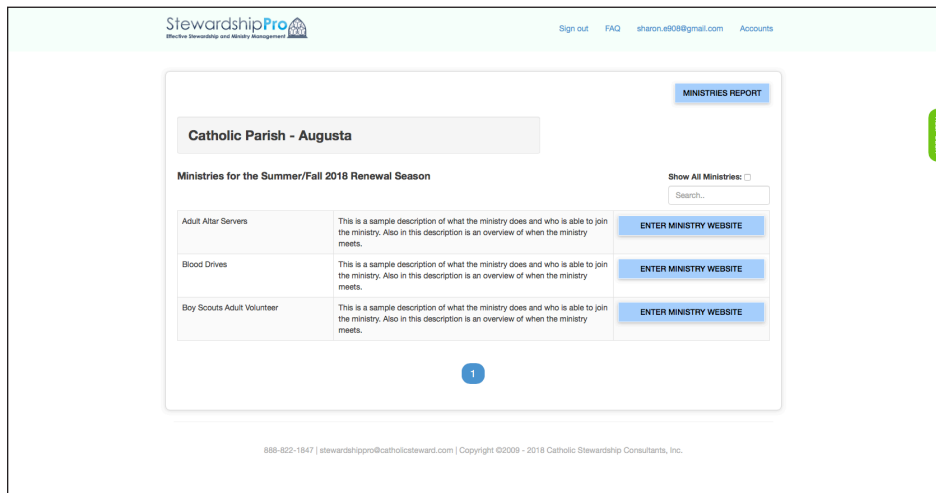 StewardshipPro
Effective Stewardship and Ministry Management
Sign out FAQ sharon.e908@gmail.com Accounts
MINISTRIES REPORT
Catholic Parish - Augusta
Ministries for the Summer/Fall 2018 Renewal Season
Show All Ministries:
Search..
Adult Altar Servers
This is a sample description of what the ministry does and who is able to join
the ministry. Also in this description is an overview of when the ministry
meets.
ENTER MINISTRY WEBSITE
Blood Drives
This is a sample description of what the ministry does and who is able to join
the ministry. Also in this description is an overview of when the ministry
meets.
ENTER MINISTRY WEBSITE
Boy Scouts Adult Volunteer
This is a sample description of what the ministry does and who is able to join
the ministry. Also in this description is an overview of when the ministry
meets.
ENTER MINISTRY WEBSITE
1
888-822-1847 | stewardshippro@catholicsteward.com | Copyright ©2009 - 2018 Catholic Stewardship Consultants, Inc.